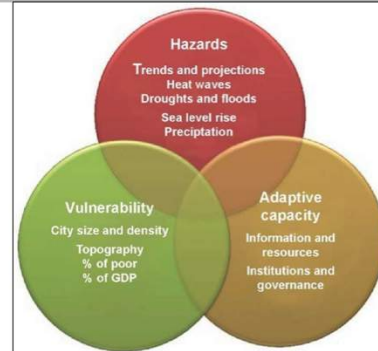 Hazards
Trends and projections
Heat waves
Droughts and floods
Sea level rise
Preciptation
Vulnerability
City size and density
Topography
% of poor
% of GDP
Adaptive
capacity
Information and
resources
Institutions and
governance